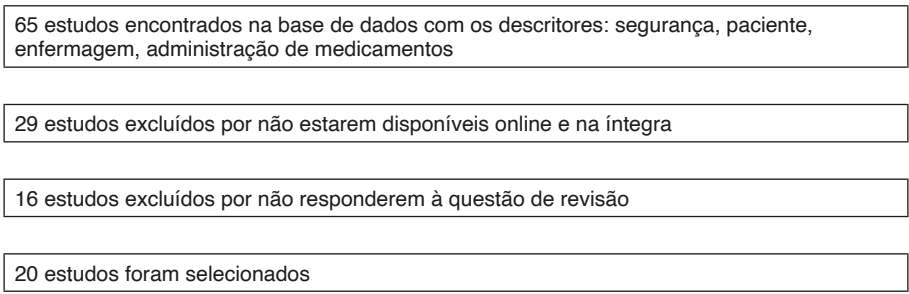 65 estudos encontrados na base de dados com os descritores: segurança, paciente,
enfermagem, administração de medicamentos
29 estudos excluídos por não estarem disponíveis online e na íntegra
16 estudos excluídos por não responderem à questão de revisão
20 estudos foram selecionados